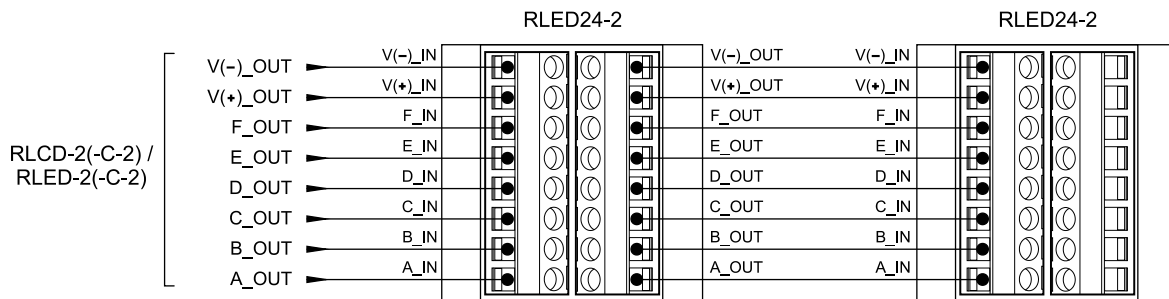 RLED24-2 RLED24-2
V(−)_OUT V(−)_IN V(−)_OUT V(−)_IN
V(+)_OUT V(+)_IN V(+)_OUT V(+)_IN
F_OUT F_IN F_OUT F_IN
E_OUT E_IN E_OUT E_IN
RLCD-2(-C-2) /
RLED-2(-C-2)
D_OUT D_IN D_OUT D_IN
C_OUT C_IN C_OUT C_IN
B_OUT B_IN B_OUT B_IN
A_OUT A_IN A_OUT A_IN